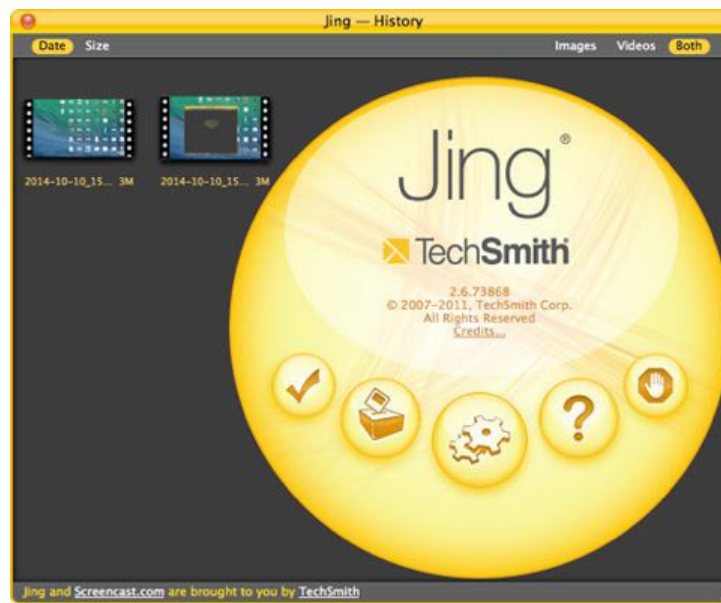 Jing — History
Date Size Images Videos Both
2014-10-10_15... 3M 2014-10-10_15... 3M
Jing®
TechSmith
2.6.73868
© 2007-2011, TechSmith Corp.
All Rights Reserved
Credits...
Jing and Screencast.com are brought to you by TechSmith